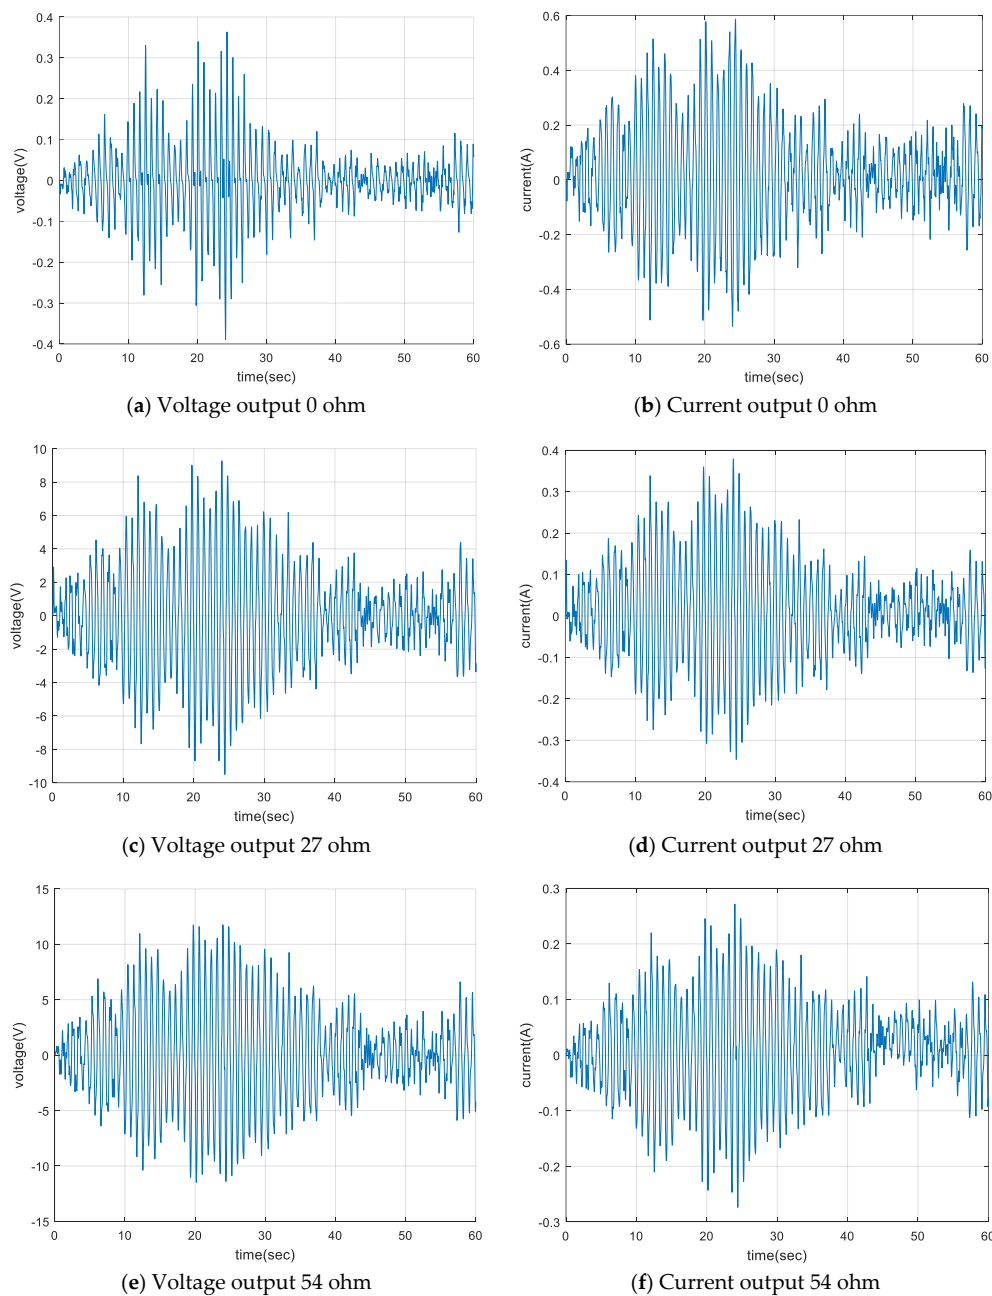 0.4
0.3
0.2
0.1
0
-0.1
-0.2
-0.3
-0.4
voltage(V)
0 10 20 30 40 50 60
time(sec)
(a) Voltage output 0 ohm
0.6
0.4
0.2
0
-0.2
-0.4
-0.6
current(A)
0 10 20 30 40 50 60
time(sec)
(b) Current output 0 ohm
10
8
6
4
2
0
-2
-4
-6
-8
-10
voltage(V)
0 10 20 30 40 50 60
time(sec)
(c) Voltage output 27 ohm
0.4
0.3
0.2
0.1
0
-0.1
-0.2
-0.3
-0.4
current(A)
0 10 20 30 40 50 60
time(sec)
(d) Current output 27 ohm
15
10
5
0
-5
-10
-15
voltage(V)
0 10 20 30 40 50 60
time(sec)
(e) Voltage output 54 ohm
0.3
0.2
0.1
0
-0.1
-0.2
-0.3
current(A)
0 10 20 30 40 50 60
time(sec)
(f) Current output 54 ohm